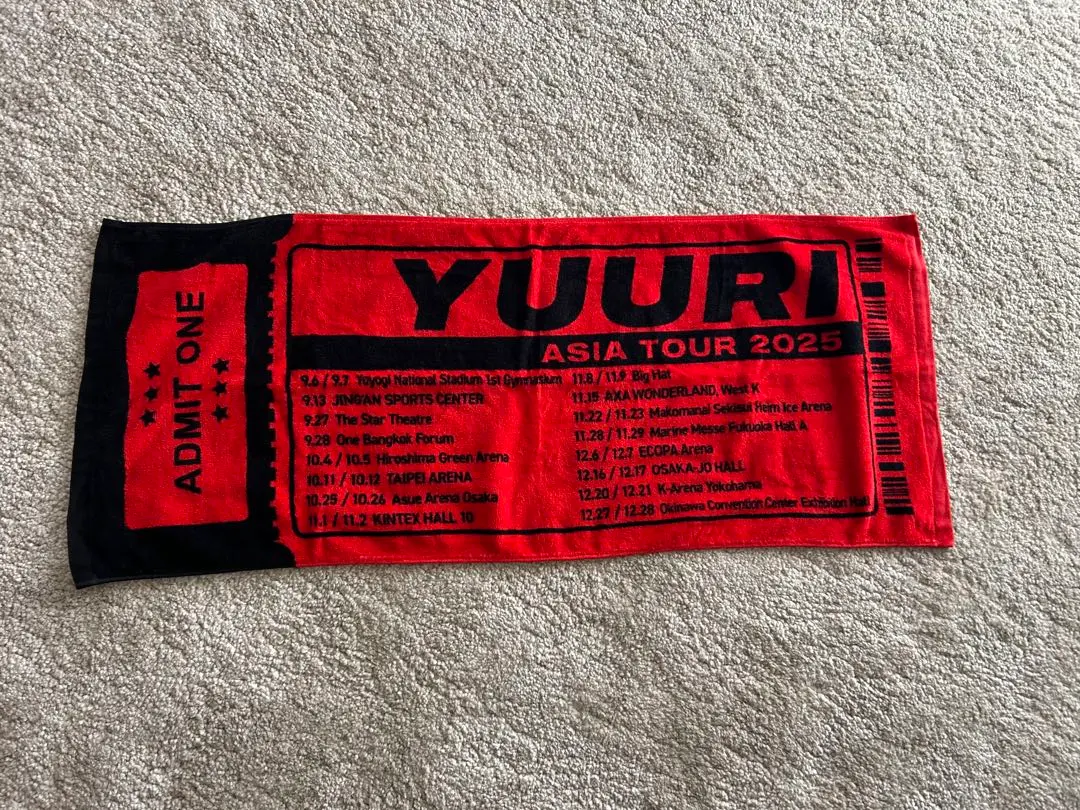 ADMIT ONE
YUURI
ASIA TOUR 2025
9.6 / 9.7 Yoyogi National Stadium 1st Gymnasium
9.13 JING'AN SPORTS CENTER
9.27 The Star Theatre
9.28 One Bangkok Forum
10.4 / 10.5 Hiroshima Green Arena
10.11 / 10.12 TAIPEI ARENA
10.25 / 10.26 Asue Arena Osaka
11.1 / 11.2 KINTEX HALL 10
11.8 / 11.9 Big Hat
11.15 AXA WONDERLAND, West K
11.22 / 11.23 Makomanai Sekisui Heim Ice Arena
11.28 / 11.29 Marine Messe Fukuoka Hall A
12.6 / 12.7 ECOPA Arena
12.16 / 12.17 OSAKA-JO HALL
12.20 / 12.21 K-Arena Yokohama
12.27 / 12.28 Okinawa Convention Center Exhibition Hall